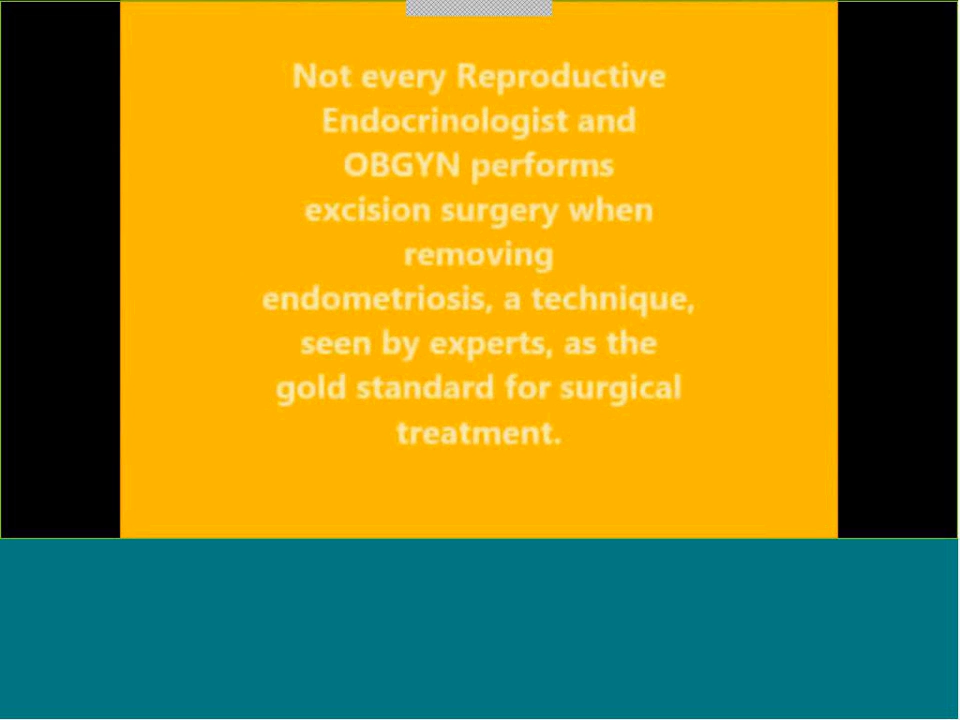 Not every Reproductive
Endocrinologist and
OBGYN performs
excision surgery when
removing
endometriosis, a technique,
seen by experts, as the
gold standard for surgical
treatment.